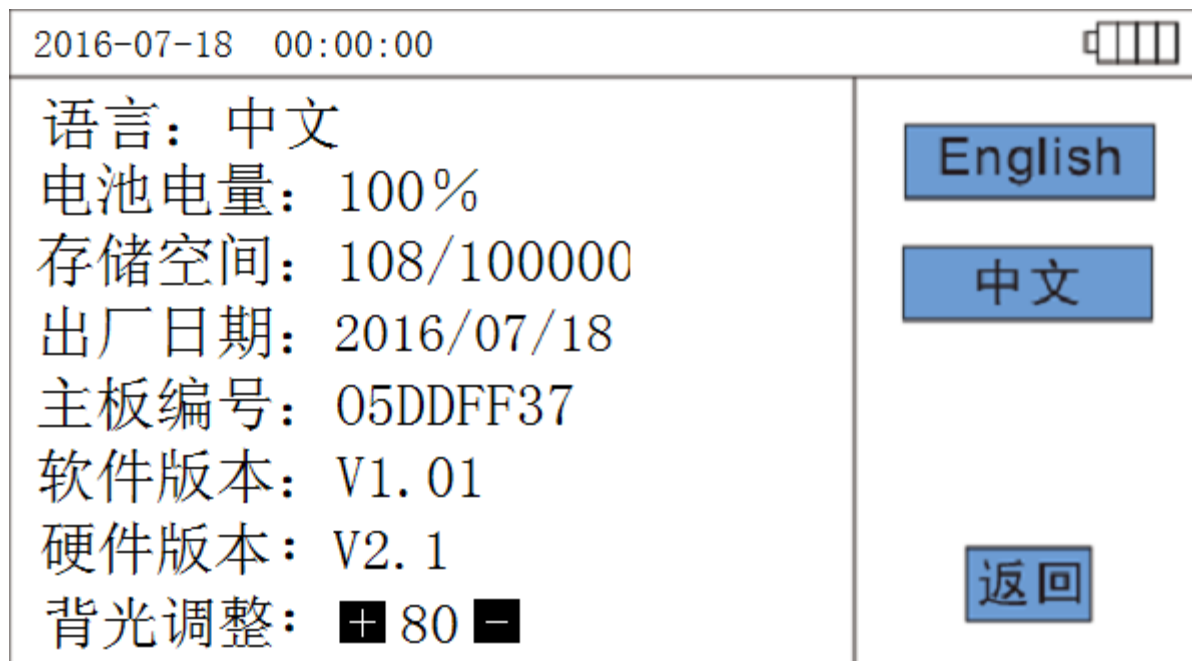 2016-07-18 00:00:00
语言：中文
电池电量：100%
存储空间：108/100000
出厂日期：2016/07/18
主板编号：05DDFF37
软件版本：V1.01
硬件版本：V2.1
背光调整：+ 80 -
English
中文
返回